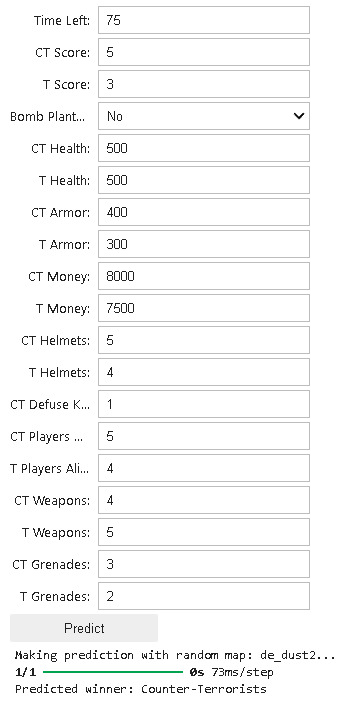 Time Left: 75
CT Score: 5
T Score: 3
Bomb Plant... No
CT Health: 500
T Health: 500
CT Armor: 400
T Armor: 300
CT Money: 8000
T Money: 7500
CT Helmets: 5
T Helmets: 4
CT Defuse K... 1
CT Players ... 5
T Players Ali... 4
CT Weapons: 4
T Weapons: 5
CT Grenades: 3
T Grenades: 2
Predict
Making prediction with random map: de_dust2...
1/1 0s 73ms/step
Predicted winner: Counter-Terrorists